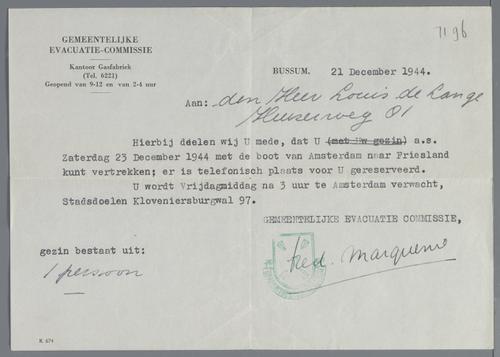 7196
GEMEENTELIJKE
EVACUATIE-COMMISSIE
Kantoor Gasfabriek
(Tel. 6221)
Geopend van 9-12 en van 2-4 uur
BUSSUM. 21 December 1944.
Aan: den Heer Louis de Lange
Huizerweg 01
Hierbij deelen wij U mede, dat U (met Uw gezin) a.s.
Zaterdag 23 December 1944 met de boot van Amsterdam naar Friesland
kunt vertrekken; er is telefonisch plaats voor U gereserveerd.
U wordt Vrijdagmiddag na 3 uur te Amsterdam verwacht,
Stadsdoelen Kloveniersburgwal 97.
GEMEENTELIJKE EVACUATIE COMMISSIE,
gezin bestaat uit:
1 persoon
K 674